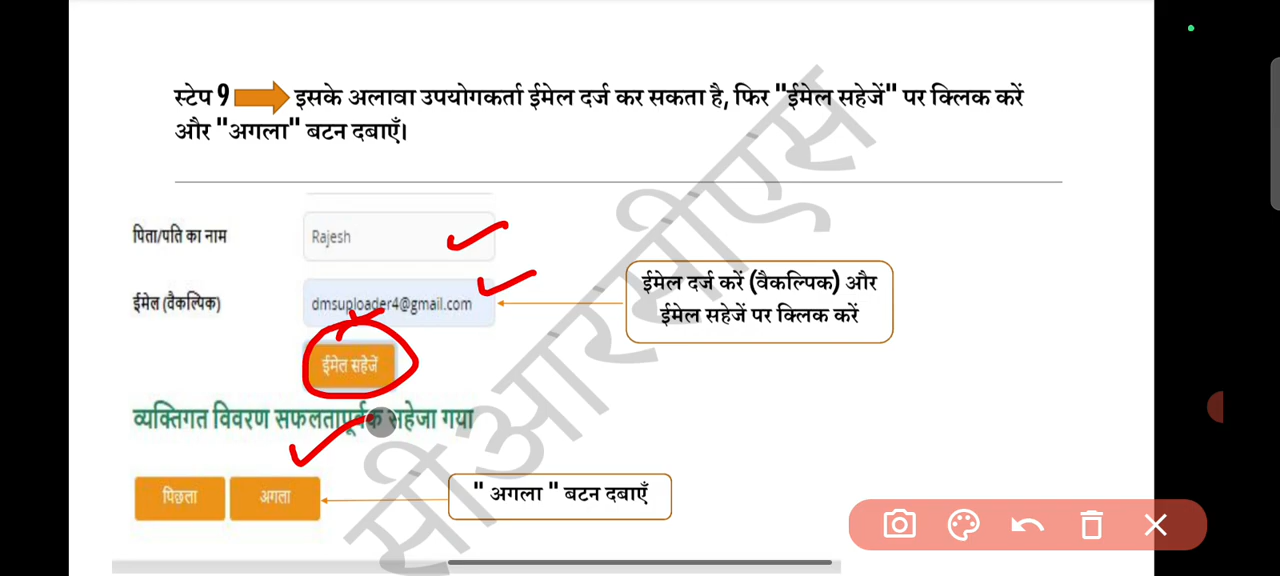 स्टेप 9 इसके अलावा उपयोगकर्ता ईमेल दर्ज कर सकता है, फिर "ईमेल सहेजें" पर क्लिक करें
और "अगला" बटन दबाएँ।
पिता/पति का नाम
Rajesh
ईमेल (वैकल्पिक)
dmsuploader4@gmail.com
ईमेल दर्ज करें (वैकल्पिक) और
ईमेल सहेजें पर क्लिक करें
ईमेल सहेजें
व्यक्तिगत विवरण सफलतापूर्वक सहेजा गया
पिछला
अगला
" अगला " बटन दबाएँ
सीआरसीएस